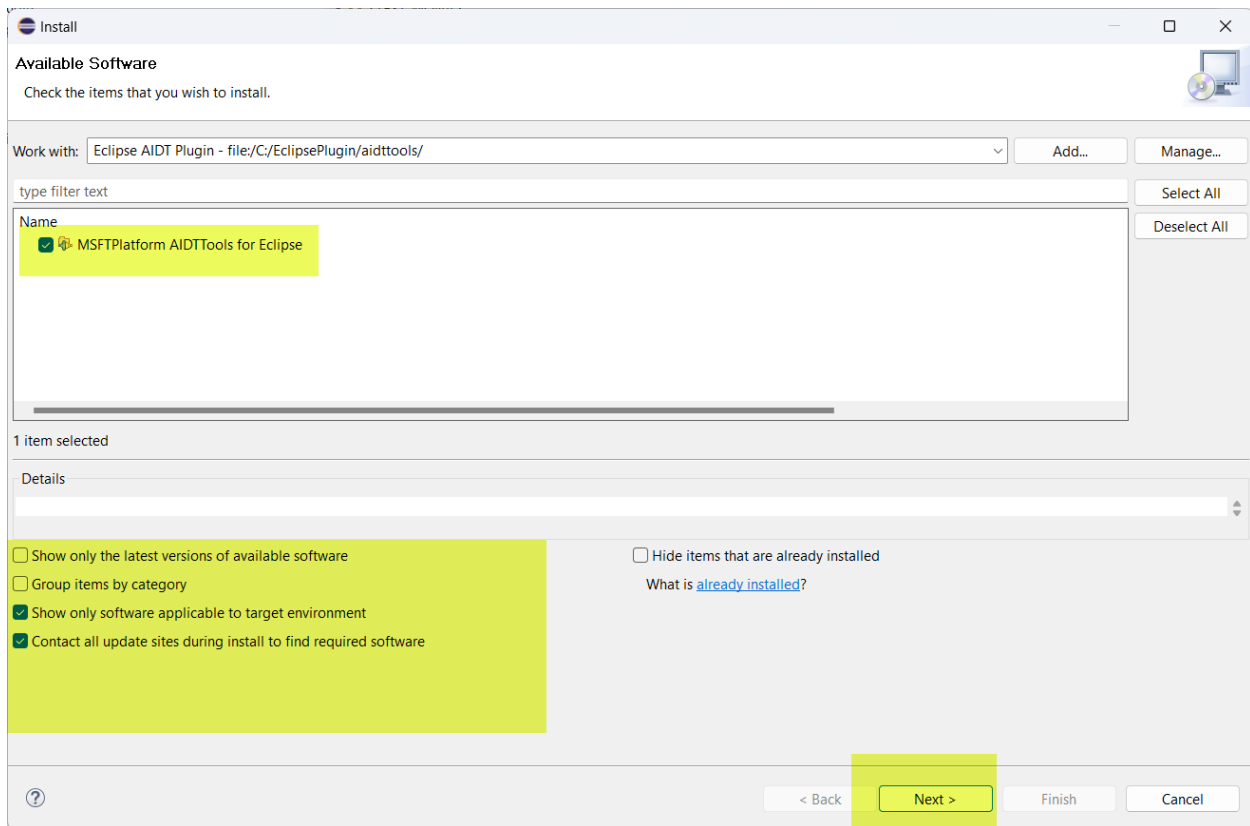 Install
Available Software
Check the items that you wish to install.
Work with: Eclipse AIDT Plugin - file:/C:/EclipsePlugin/aidttools/ Add... Manage...
type filter text Select All
Name Deselect All
MSFTPlatform AIDTTools for Eclipse
1 item selected
Details
Show only the latest versions of available software Hide items that are already installed
Group items by category What is already installed?
Show only software applicable to target environment
Contact all update sites during install to find required software
? < Back Next > Finish Cancel